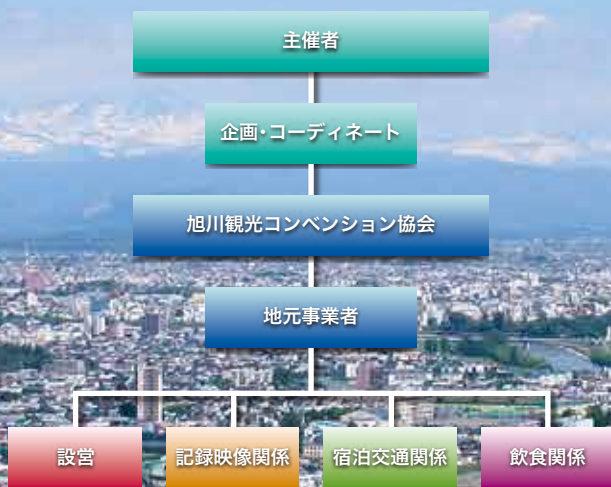 主催者
企画・コーディネート
旭川観光コンベンション協会
地元事業者
設営
記録映像関係
宿泊交通関係
飲食関係